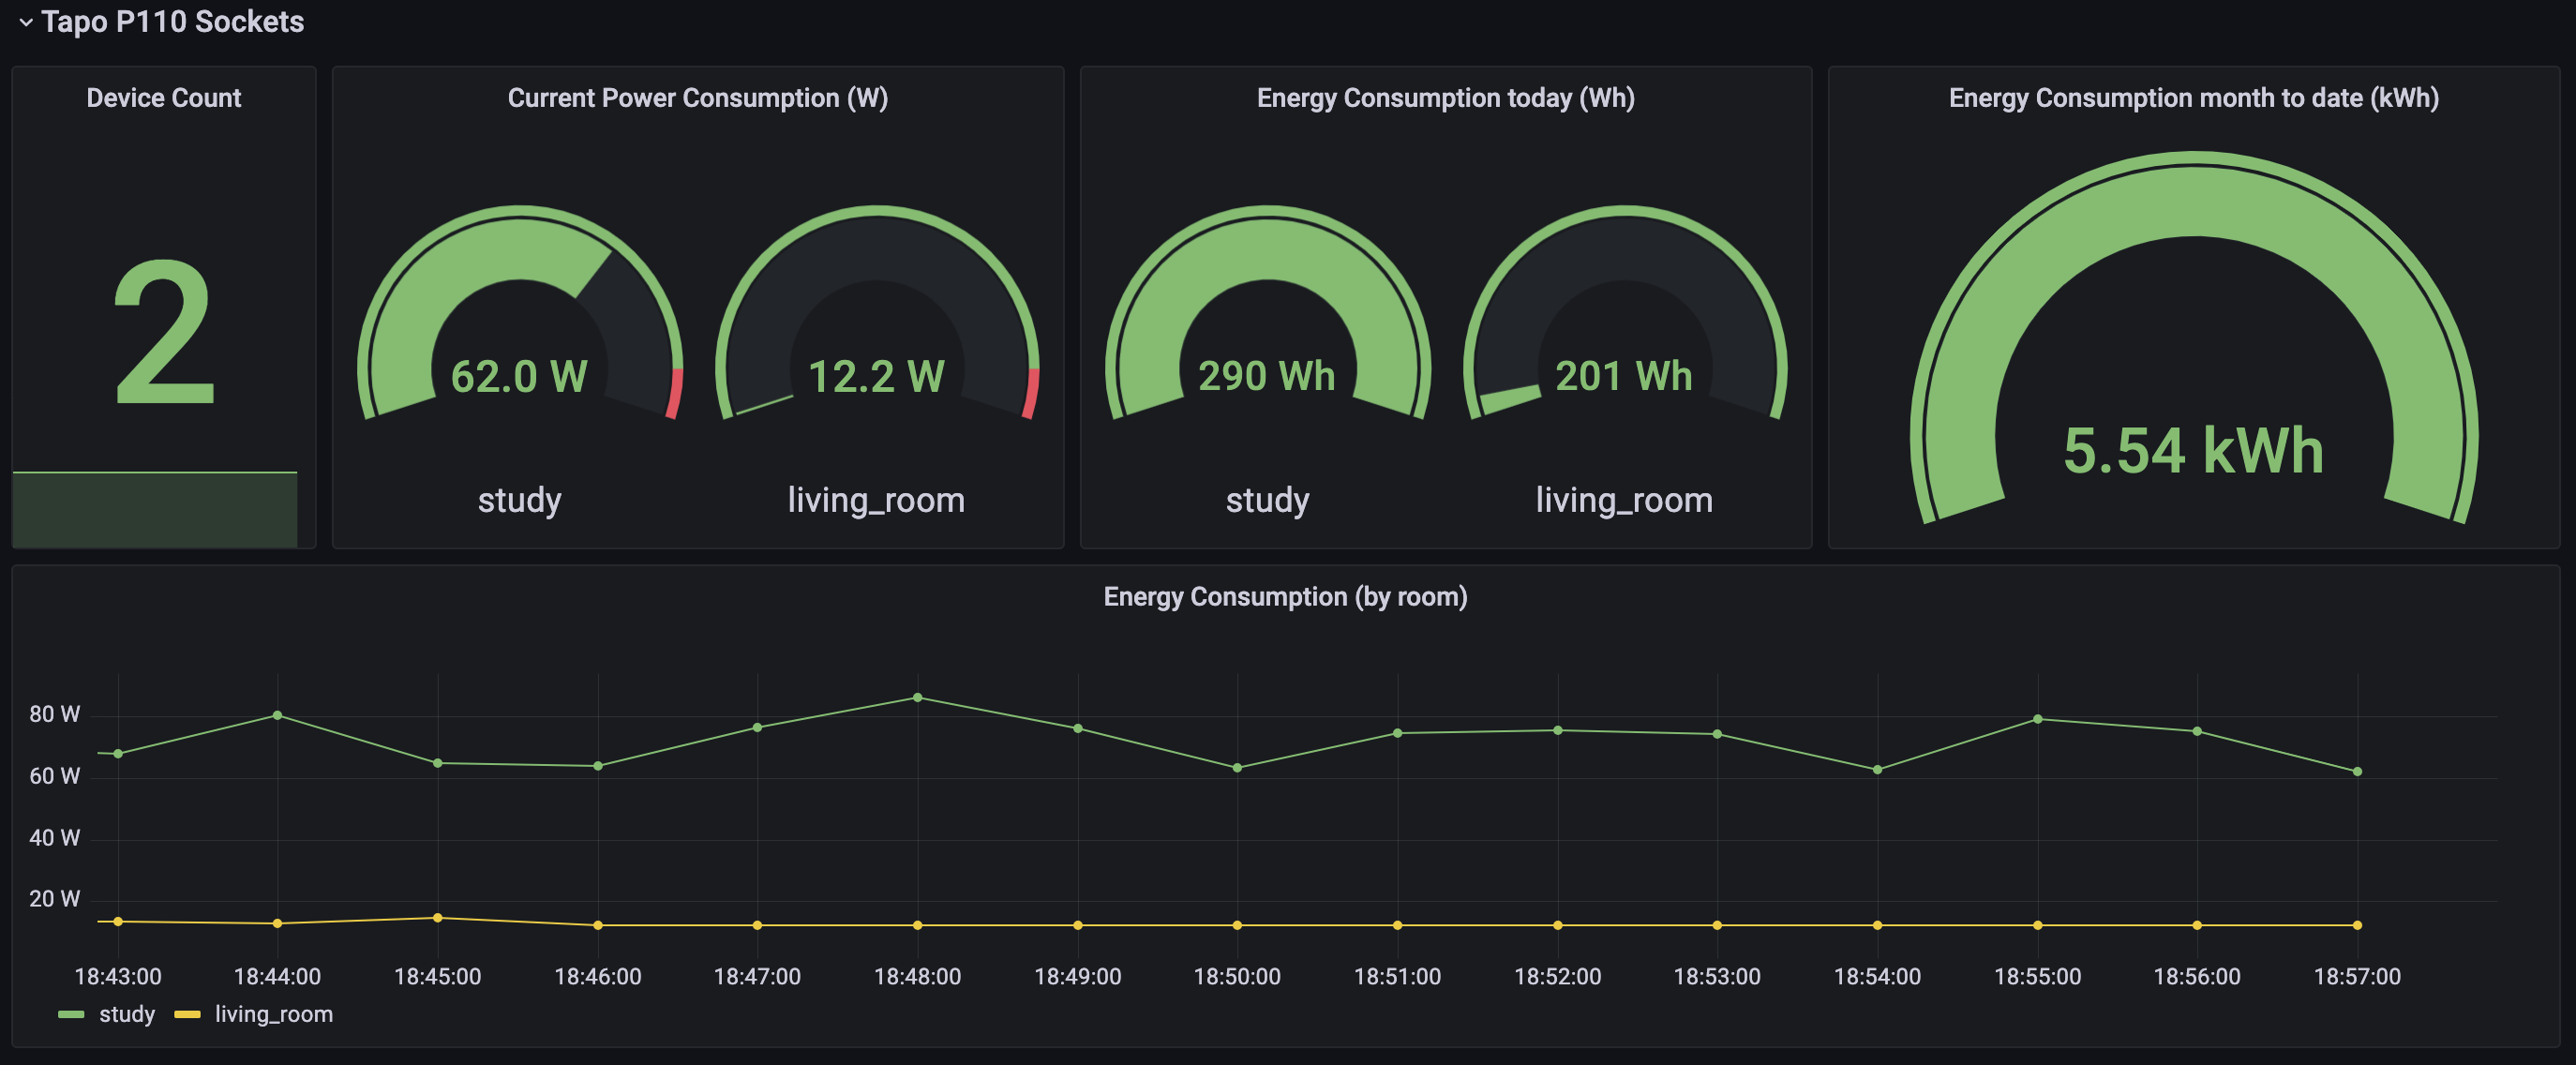 Tapo P110 Sockets
Device Count
2
Current Power Consumption (W)
62.0 W
12.2 W
study
living_room
Energy Consumption today (Wh)
290 Wh
201 Wh
study
living_room
Energy Consumption month to date (kWh)
5.54 kWh
Energy Consumption (by room)
80 W
60 W
40 W
20 W
18:43:00 18:44:00 18:45:00 18:46:00 18:47:00 18:48:00 18:49:00 18:50:00 18:51:00 18:52:00 18:53:00 18:54:00 18:55:00 18:56:00 18:57:00
study living_room